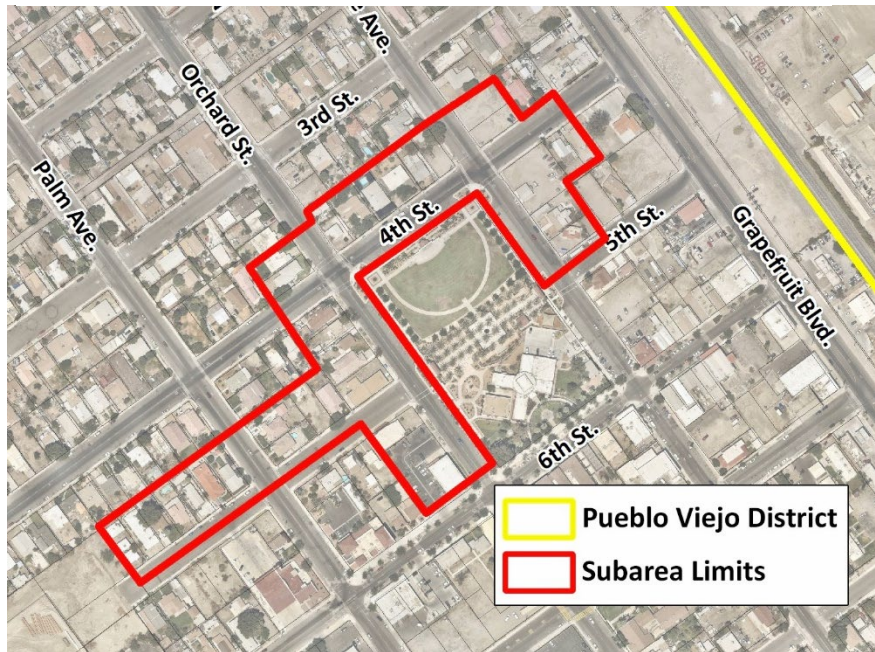 e Ave.
Orchard St.
3rd St.
Palm Ave.
4th St.
5th St.
Grapefruit Blvd.
6th St.
Pueblo Viejo District
Subarea Limits